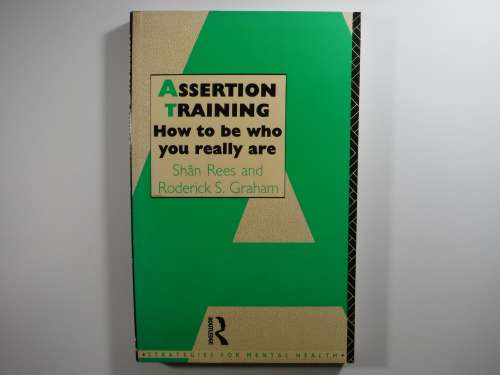 ASSERTION
TRAINING
How to be who
you really are
Shân Rees and
Roderick S. Graham
ROUTLEDGE
• STRATEGIES FOR MENTAL HEALTH •